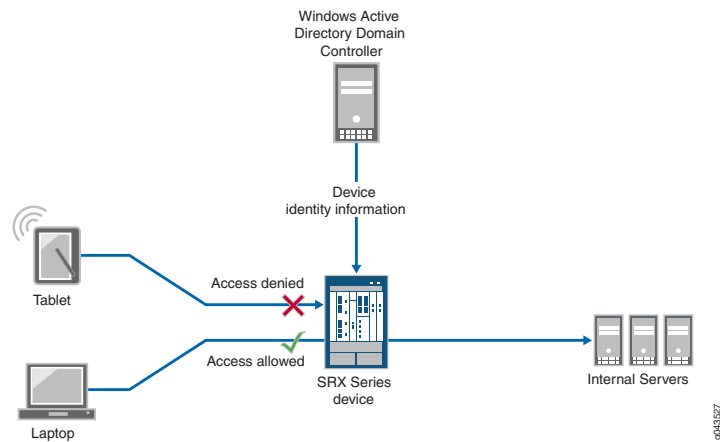 Windows Active
Directory Domain
Controller
Device
identity information
Access denied
Tablet
Access allowed
SRX Series
device
Internal Servers
Laptop
g043527